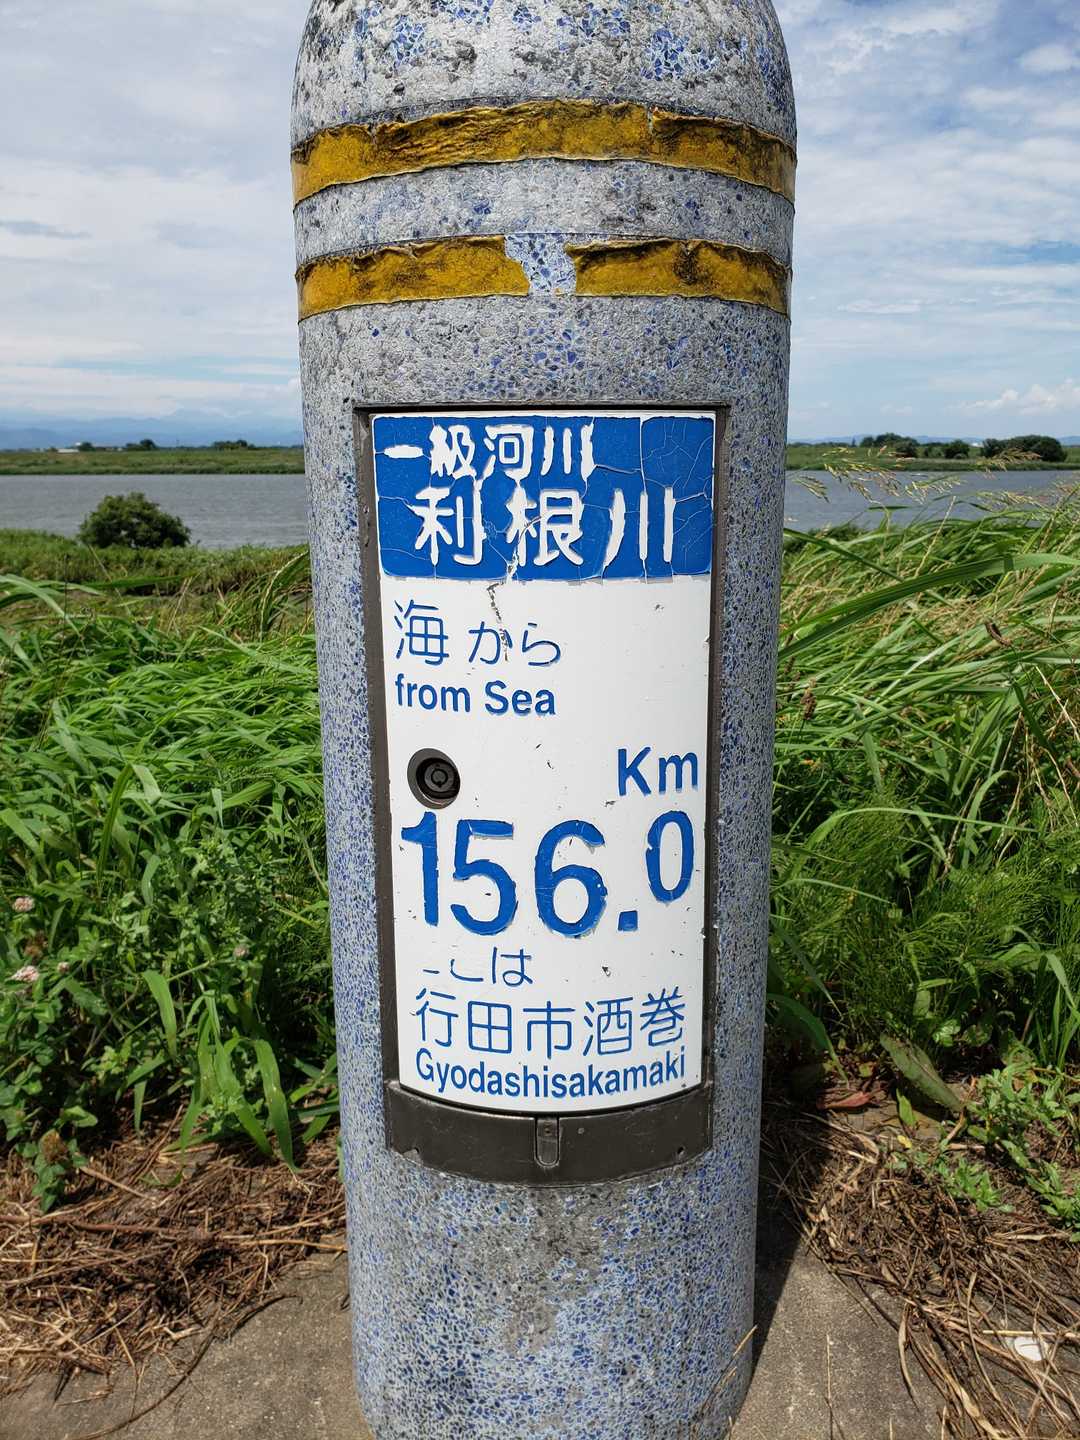 一級河川
利根川
海から
from Sea
Km
156.0
ここは
行田市酒巻
Gyodashisakamaki